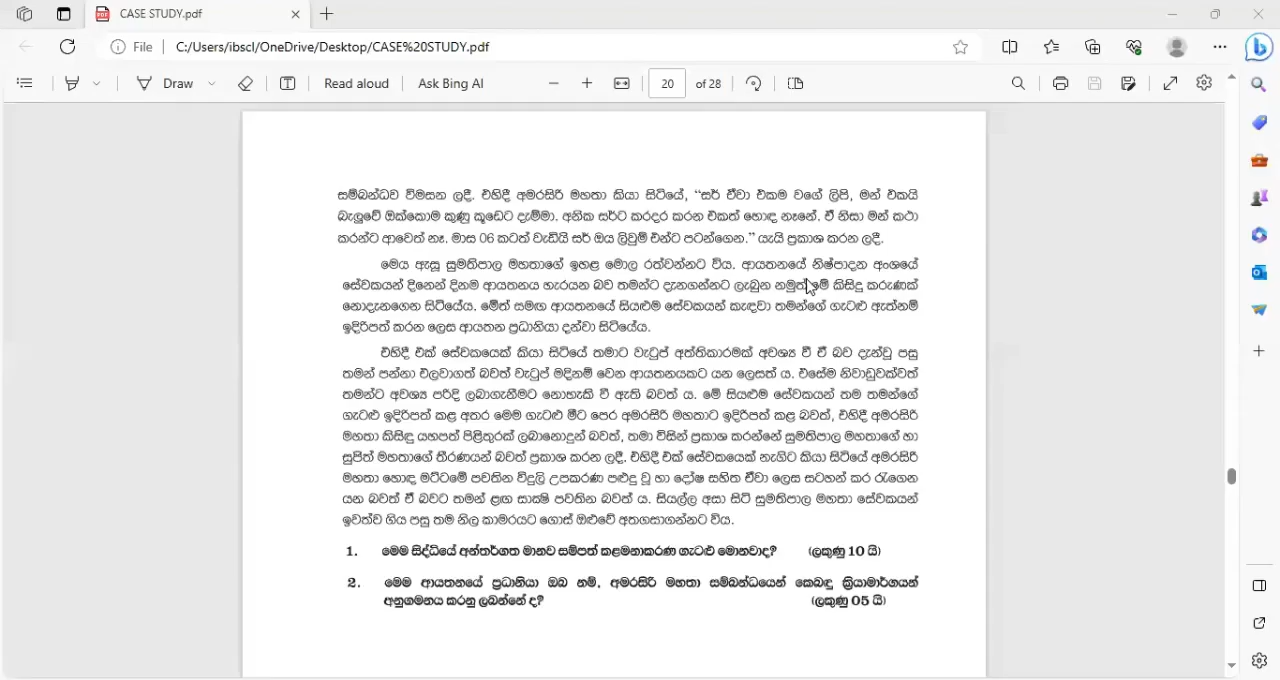 CASE STUDY.pdf
File C:/Users/ibscl/OneDrive/Desktop/CASE%20STUDY.pdf
Draw Read aloud Ask Bing AI 20 of 28
සම්බන්ධව විමසන ලදී. එහිදී අමරසිරි මහතා කියා සිටියේ, “සර් ඒවා එකම වගේ ලිපි, මන් එකයි
බැලුවේ ඔක්කොම කුණු කූඩෙට දැම්මා. අනික සර්ට කරදර කරන එකත් හොඳ නෑනේ. ඒ නිසා මන් කථා
කරන්ට ආවෙත් නෑ. මාස 06 කටත් වැඩියි සර් ඔය ලිවුම් එන්ට පටන්ගෙන.” යැයි ප්‍රකාශ කරන ලදී.
මෙය ඇසූ සුමතිපාල මහතාගේ ඉහළ මොල රත්වන්නට විය. ආයතනයේ නිෂ්පාදන අංශයේ
සේවකයන් දිනෙන් දිනම ආයතනය හැරයන බව තමන්ට දැනගන්නට ලැබුන නමුත් මේ කිසිදු කරුණක්
නොදැනගෙන සිටියේය. මේත් සමඟ ආයතනයේ සියළුම සේවකයන් කැඳවා තමන්ගේ ගැටළු ඇත්නම්
ඉදිරිපත් කරන ලෙස ආයතන ප්‍රධානියා දන්වා සිටියේය.
එහිදී එක් සේවකයෙක් කියා සිටියේ තමාට වැටුප් අත්තිකාරමක් අවශ්‍ය වී ඒ බව දැන්වූ පසු
තමන් පන්නා එලවාගත් බවත් වැටුප් මදිනම් වෙන ආයතනයකට යන ලෙසත් ය. එසේම නිවාඩුවක්වත්
තමන්ට අවශ්‍ය පරිදි ලබාගැනීමට නොහැකි වී ඇති බවත් ය. මේ සියළුම සේවකයන් තම තමන්ගේ
ගැටළු ඉදිරිපත් කළ අතර මෙම ගැටළු මීට පෙර අමරසිරි මහතාට ඉදිරිපත් කළ බවත්, එහිදී අමරසිරි
මහතා කිසිඳු යහපත් පිළිතුරක් ලබානොදුන් බවත්, තමා විසින් ප්‍රකාශ කරන්නේ සුමතිපාල මහතාගේ හා
සුජිත් මහතාගේ තීරණයන් බවත් ප්‍රකාශ කරන ලදී. එහිදී එක් සේවකයෙක් නැගිට කියා සිටියේ අමරසිරි
මහතා හොඳ මට්ටමේ පවතින විදුලි උපකරණ පළුදු වූ හා දෝෂ සහිත ඒවා ලෙස සටහන් කර රැගෙන
යන බවත් ඒ බවට තමන් ළඟ සාක්ෂි පවතින බවත් ය. සියල්ල අසා සිටි සුමතිපාල මහතා සේවකයන්
ඉවත්ව ගිය පසු තම නිල කාමරයට ගොස් ඔළුවේ අතගසාගන්නට විය.
1. මෙම සිද්ධියේ අන්තර්ගත මානව සම්පත් කළමනාකරණ ගැටළු මොනවාද? (ලකුණු 10 යි)
2. මෙම ආයතනයේ ප්‍රධානියා ඔබ නම්, අමරසිරි මහතා සම්බන්ධයෙන් කෙබඳු ක්‍රියාමාර්ගයන්
අනුගමනය කරනු ලබන්නේ ද? (ලකුණු 05 යි)